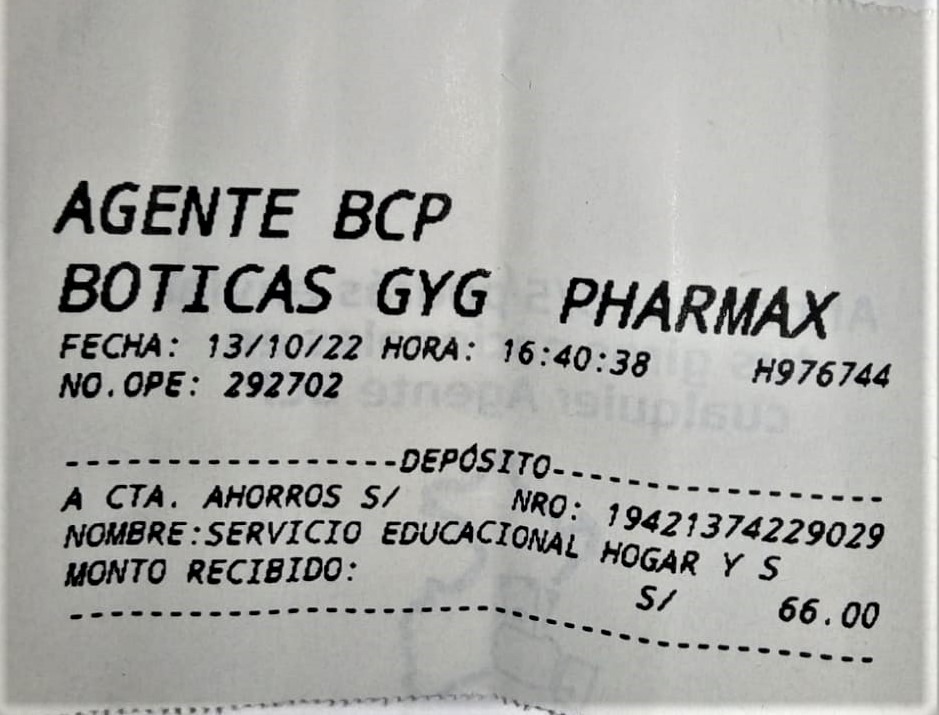 AGENTE BCP
BOTICAS GYG PHARMAX
FECHA: 13/10/22 HORA: 16:40:38 H976744
NO.OPE: 292702
------------------DEPÓSITO------------------
A CTA. AHORROS S/ NRO: 19421374229029
NOMBRE:SERVICIO EDUCACIONAL HOGAR Y S
MONTO RECIBIDO: S/ 66.00